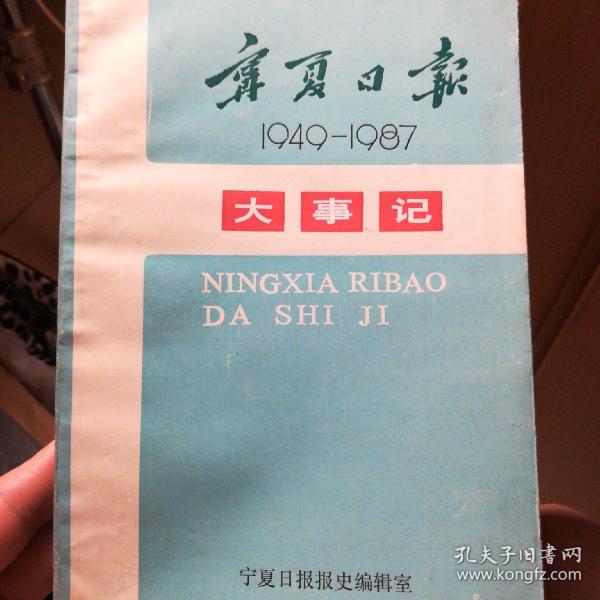 寧夏日報
1949-1987
大事记
NINGXIA RIBAO
DA SHI JI
宁夏日报报史编辑室
孔夫子旧书网
www.kongfz.com